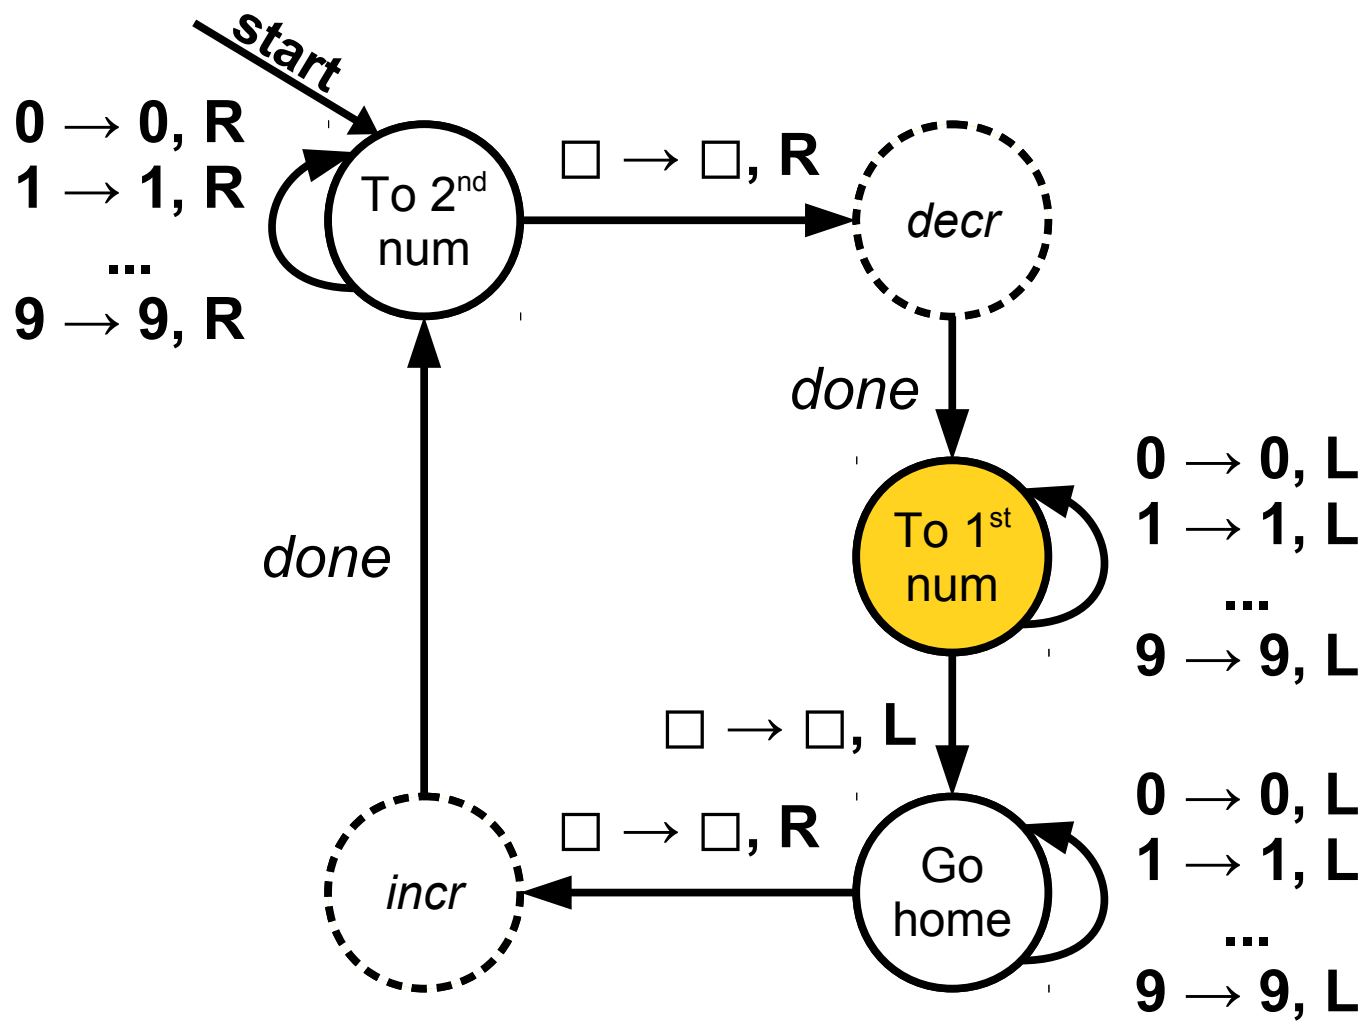 start
0 → 0, R
1 → 1, R
...
9 → 9, R
To 2nd
num
□ → □, R
decr
done
To 1st
num
0 → 0, L
1 → 1, L
...
9 → 9, L
done
□ → □, L
□ → □, R
Go
home
0 → 0, L
1 → 1, L
...
9 → 9, L
incr